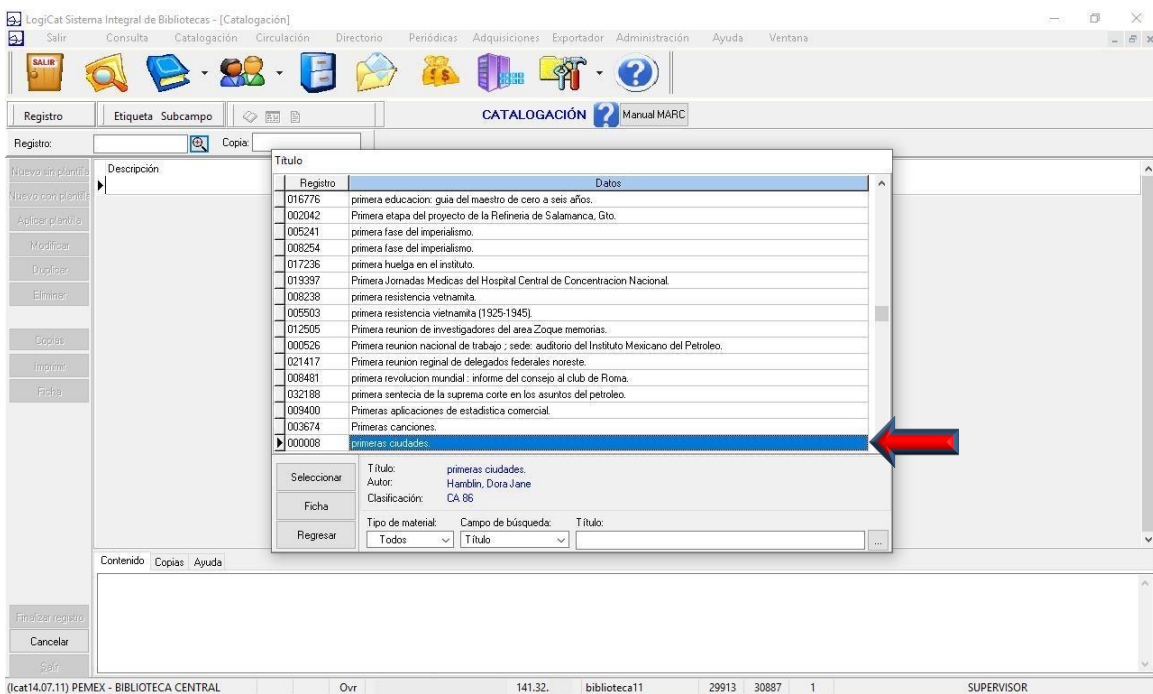 LogiCat Sistema Integral de Bibliotecas - [Catalogación]
Salir Consulta Catalogación Circulación Directorio Periódicas Adquisiciones Exportador Administración Ayuda Ventana
SALIR
Registro Etiqueta Subcampo CATALOGACIÓN Manual MARC
Registro: Copia:
Nuevo sin plantilla
Nuevo con plantilla
Aplicar plantilla
Modificar
Duplicar
Eliminar
Copias
Imprimir
Ficha
Descripción
Título
Registro Datos
016776 primera educacion: guia del maestro de cero a seis años.
002042 Primera etapa del proyecto de la Refineria de Salamanca, Gto.
005241 primera fase del imperialismo.
008254 primera fase del imperialismo.
017236 primera huelga en el instituto.
019397 Primera Jornadas Medicas del Hospital Central de Concentracion Nacional.
008238 primera resistencia vetnamita.
005503 primera resistencia vietnamita (1925-1945).
012505 Primera reunion de investigadores del area Zoque memorias.
000526 Primera reunion nacional de trabajo ; sede: auditorio del Instituto Mexicano del Petroleo.
021417 Primera reunion reginal de delegados federales noreste.
008481 primera revolucion mundial : informe del consejo al club de Roma.
032188 primera sentecia de la suprema corte en los asuntos del petroleo.
009400 Primeras aplicaciones de estadistica comercial.
003674 Primeras canciones.
000008 primeras ciudades.
Seleccionar
Ficha
Regresar
Título: primeras ciudades.
Autor: Hamblin, Dora Jane
Clasificación: CA 86
Tipo de material: Campo de búsqueda: Título:
Todos Título ...
Contenido Copias Ayuda
Finalizar registro
Cancelar
Salir
(lcat14.07.11) PEMEX - BIBLIOTECA CENTRAL Ovr 141.32. biblioteca11 29913 30887 1 SUPERVISOR